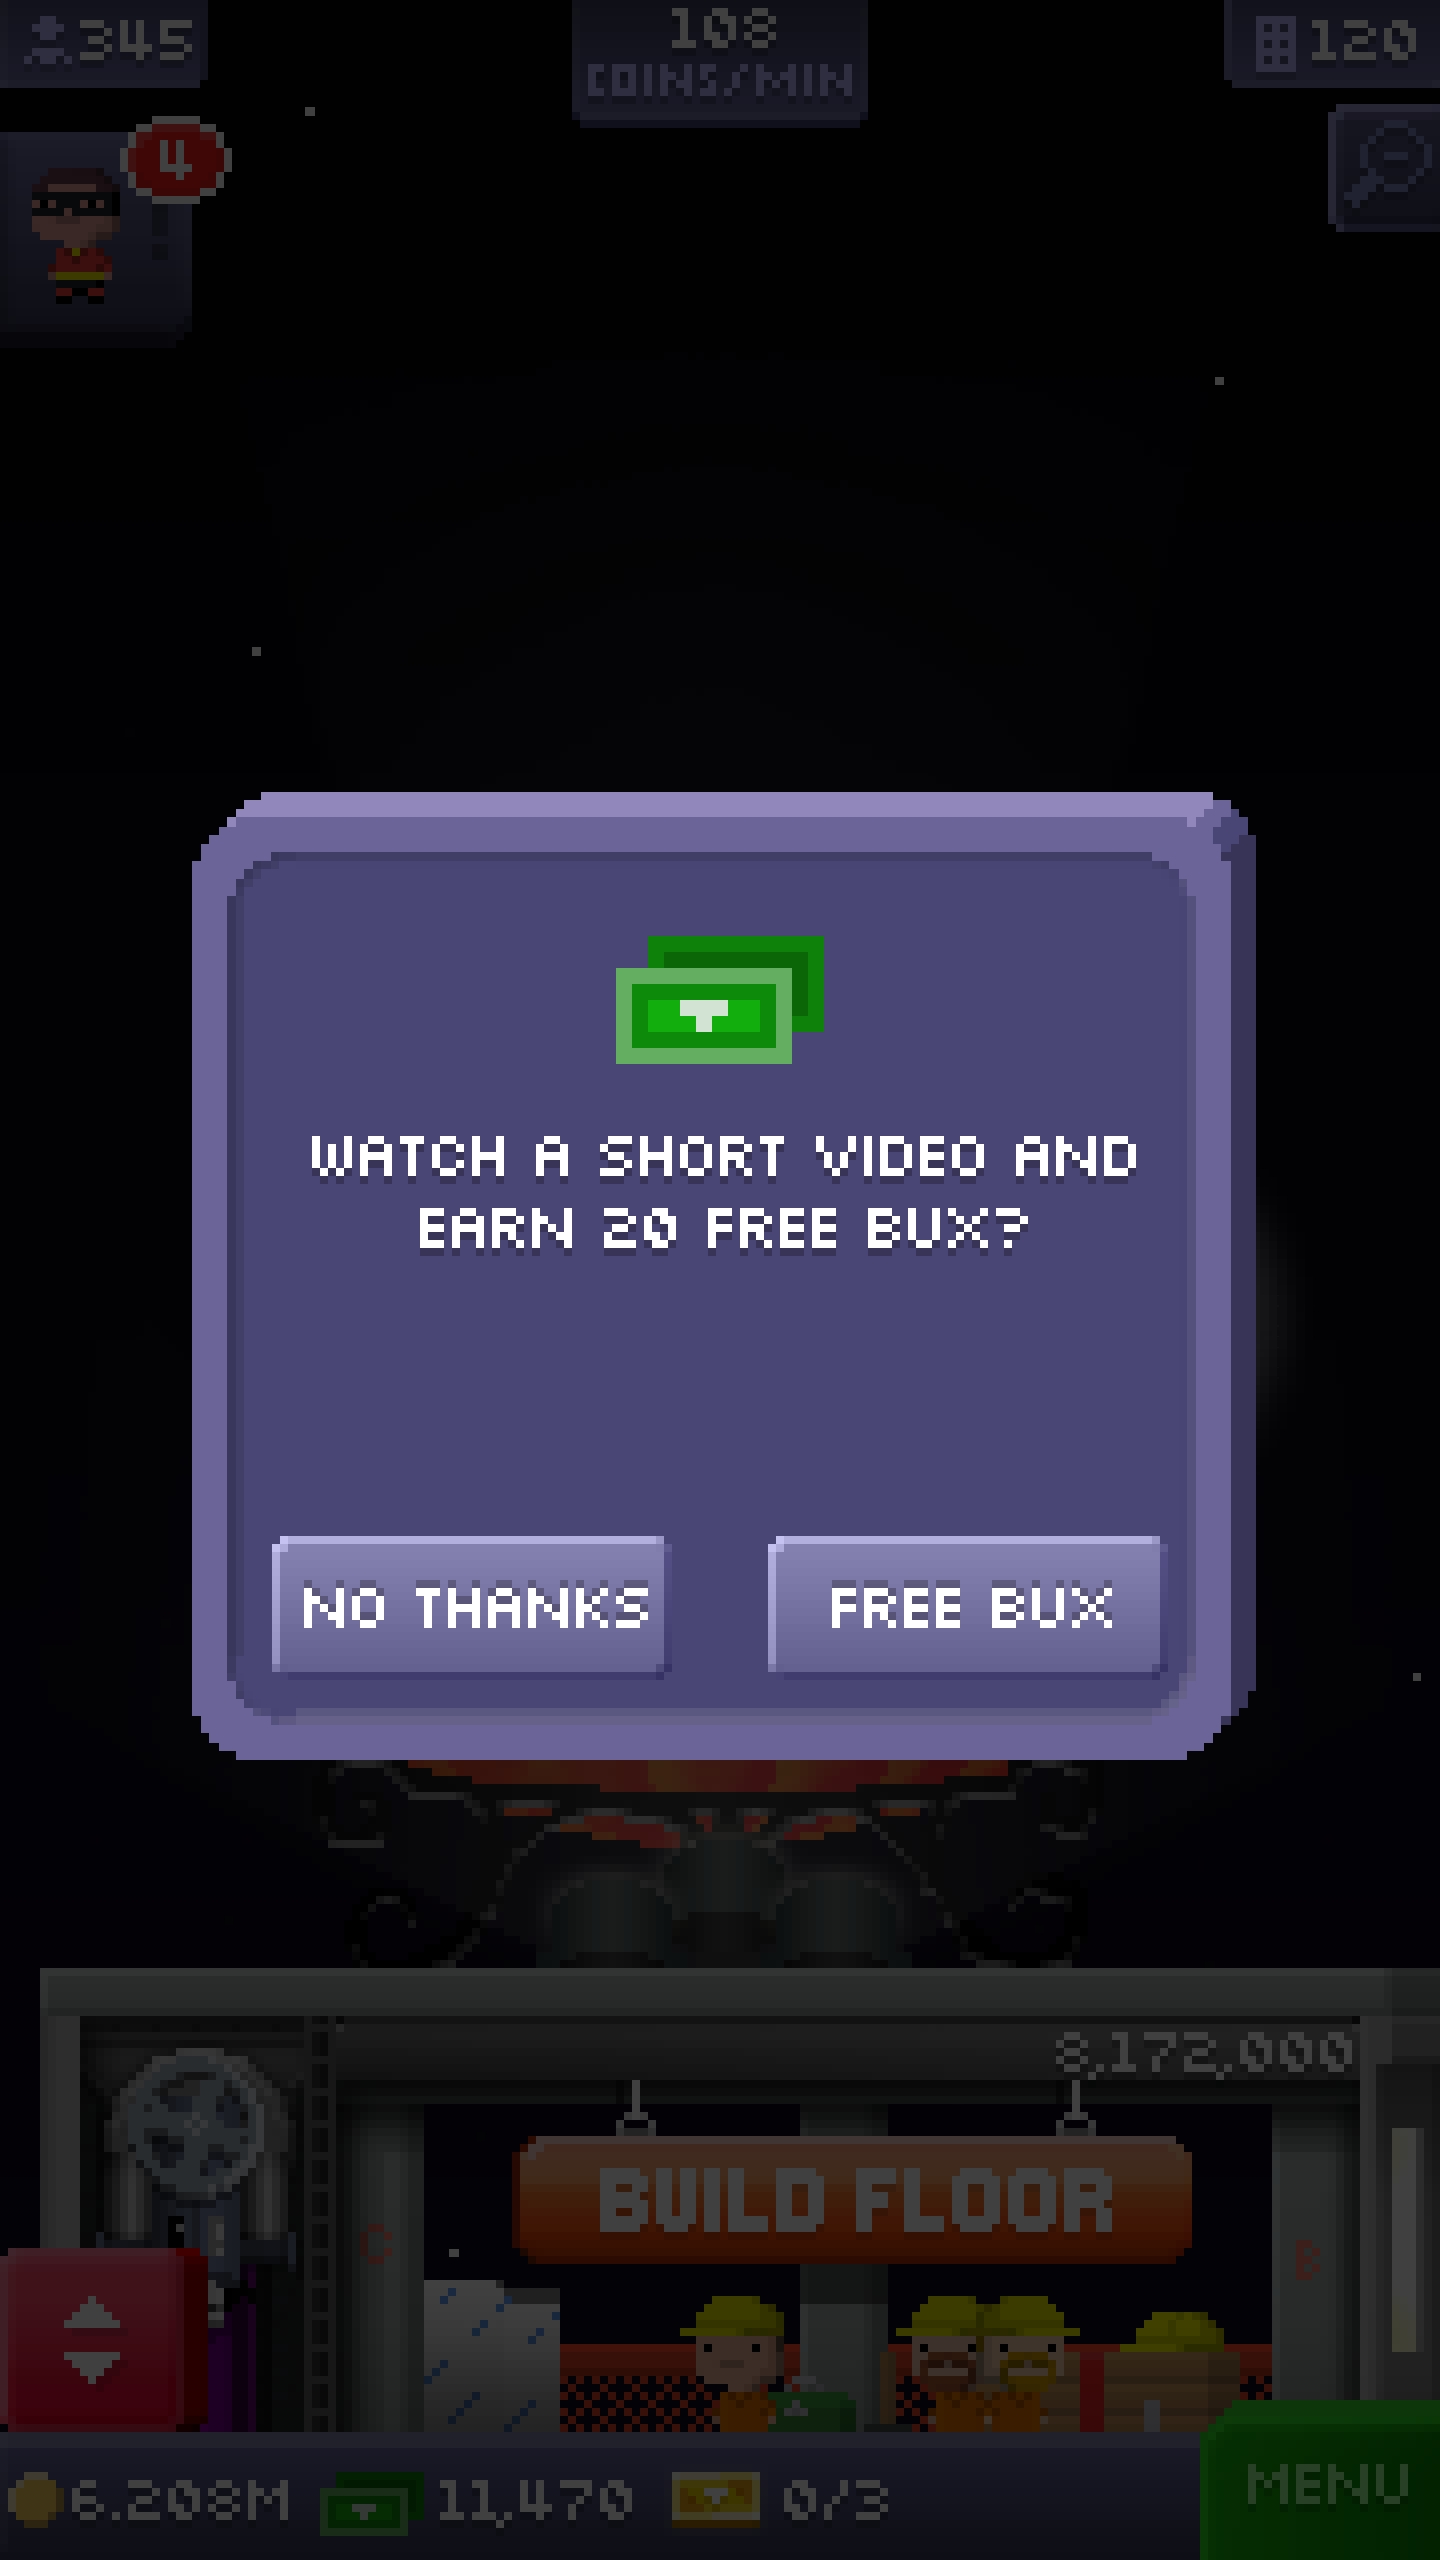 345
108
COINS/MIN
120
4
WATCH A SHORT VIDEO AND
EARN 20 FREE BUX?
NO THANKS
FREE BUX
8,172,000
BUILD FLOOR
C
B
6.208M
11,470
0/3
MENU